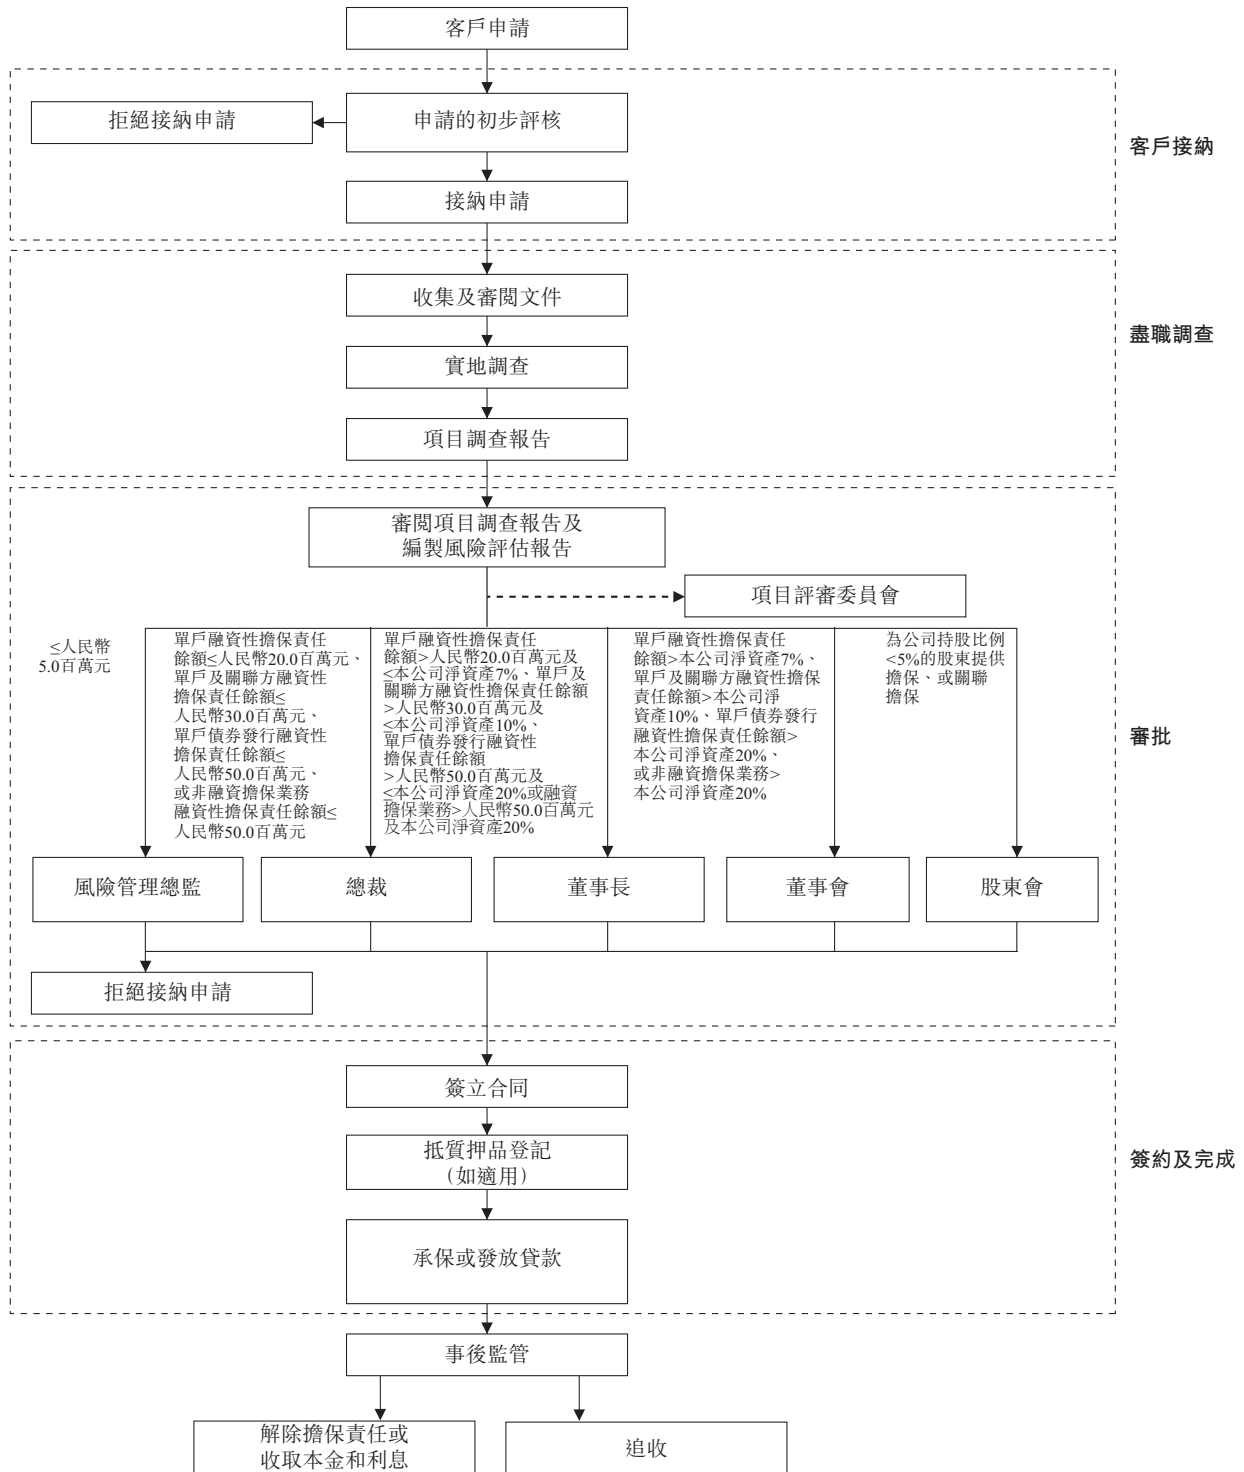 客戶申請
拒絕接納申請
申請的初步評核
客戶接納
接納申請
收集及審閱文件
盡職調查
實地調查
項目調查報告
審閱項目調查報告及
編製風險評估報告
項目評審委員會
≤人民幣
5.0百萬元
單戶融資性擔保責任
餘額≤人民幣20.0百萬元、
單戶及關聯方融資性
擔保責任餘額≤
人民幣30.0百萬元、
單戶債券發行融資性
擔保責任餘額≤
人民幣50.0百萬元、
或非融資擔保業務
融資性擔保責任餘額≤
人民幣50.0百萬元
單戶融資性擔保責任
餘額>人民幣20.0百萬元及
≤本公司淨資產7%、單戶及
關聯方融資性擔保責任餘額
>人民幣30.0百萬元及
≤本公司淨資產10%、
單戶債券發行融資性
擔保責任餘額
>人民幣50.0百萬元及
≤本公司淨資產20%或融資
擔保業務>人民幣50.0百萬元
及本公司淨資產20%
單戶融資性擔保責任
餘額>本公司淨資產7%、
單戶及關聯方融資性擔保
責任餘額>本公司淨
資產10%、單戶債券發行
融資性擔保責任餘額>
本公司淨資產20%、
或非融資擔保業務>
本公司淨資產20%
為公司持股比例
<5%的股東提供
擔保、或關聯
擔保
審批
風險管理總監
總裁
董事長
董事會
股東會
拒絕接納申請
簽立合同
抵質押品登記
(如適用)
簽約及完成
承保或發放貸款
事後監管
解除擔保責任或
收取本金和利息
追收